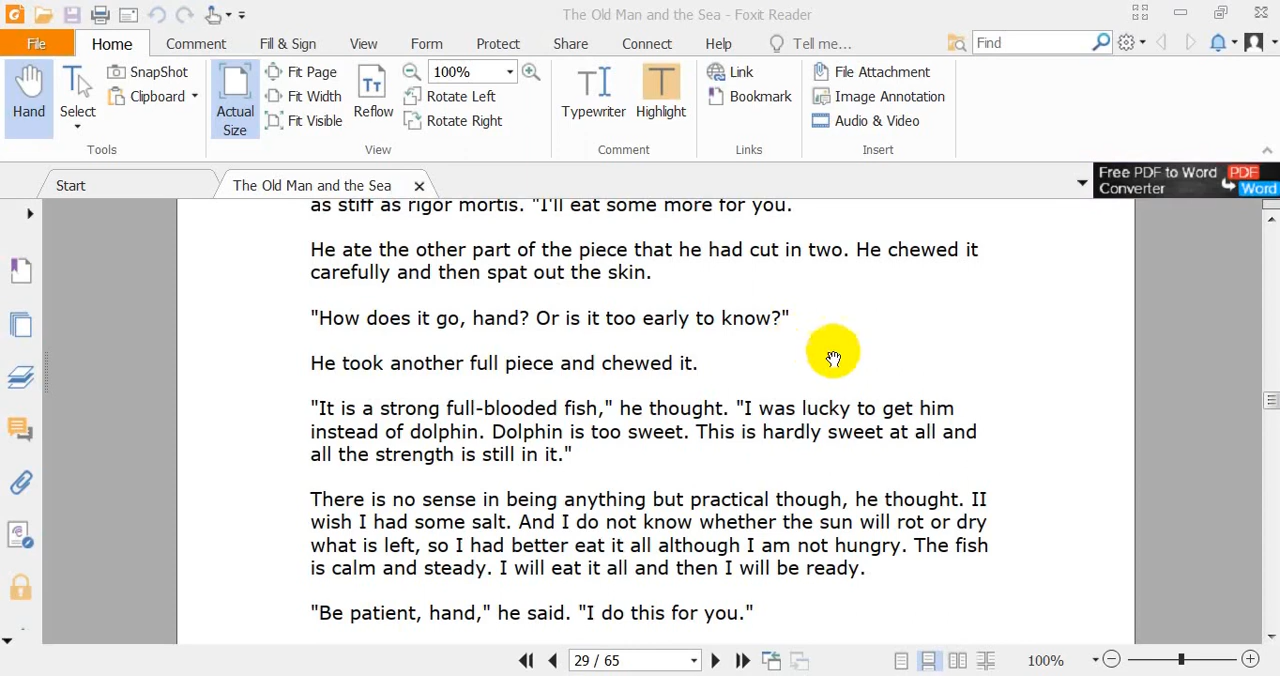 The Old Man and the Sea - Foxit Reader
File Home Comment Fill & Sign View Form Protect Share Connect Help Tell me... Find
Hand
Select
SnapShot
Clipboard
Tools
Actual
Size
Fit Page
Fit Width
Fit Visible
Reflow
100%
Rotate Left
Rotate Right
View
Typewriter
Highlight
Comment
Link
Bookmark
Links
File Attachment
Image Annotation
Audio & Video
Insert
Start
The Old Man and the Sea
Free PDF to Word PDF
Converter Word
as stiff as rigor mortis. "I'll eat some more for you.
He ate the other part of the piece that he had cut in two. He chewed it
carefully and then spat out the skin.
"How does it go, hand? Or is it too early to know?"
He took another full piece and chewed it.
"It is a strong full-blooded fish," he thought. "I was lucky to get him
instead of dolphin. Dolphin is too sweet. This is hardly sweet at all and
all the strength is still in it."
There is no sense in being anything but practical though, he thought. II
wish I had some salt. And I do not know whether the sun will rot or dry
what is left, so I had better eat it all although I am not hungry. The fish
is calm and steady. I will eat it all and then I will be ready.
"Be patient, hand," he said. "I do this for you."
29 / 65
100%